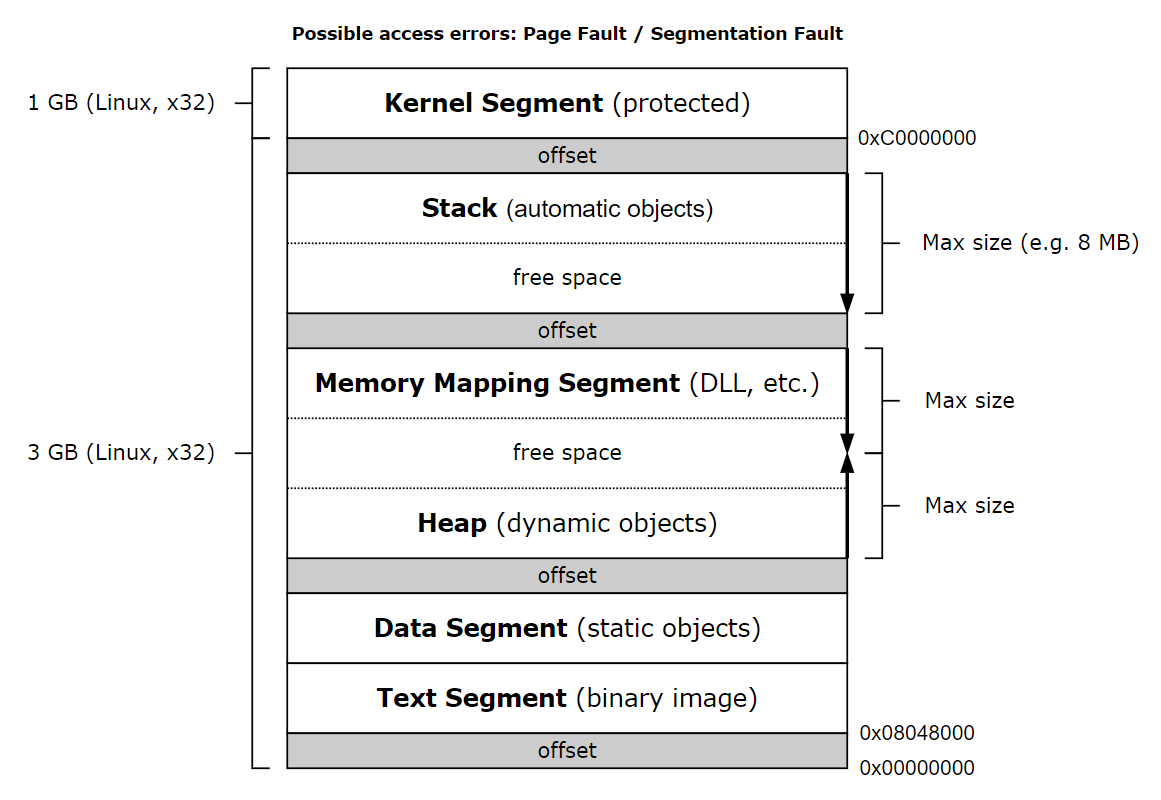 Possible access errors: Page Fault / Segmentation Fault
1 GB (Linux, x32)
Kernel Segment (protected)
0xC0000000
offset
Stack (automatic objects)
Max size (e.g. 8 MB)
free space
offset
Memory Mapping Segment (DLL, etc.)
Max size
3 GB (Linux, x32)
free space
Max size
Heap (dynamic objects)
offset
Data Segment (static objects)
Text Segment (binary image)
0x08048000
offset
0x00000000